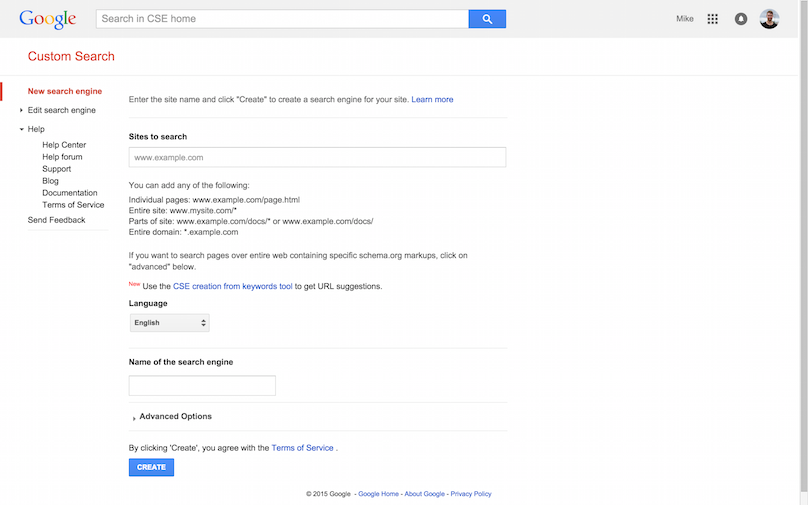 Google
Search in CSE home
Mike
Custom Search
New search engine
Edit search engine
Help
Help Center
Help forum
Support
Blog
Documentation
Terms of Service
Send Feedback
Enter the site name and click "Create" to create a search engine for your site. Learn more
Sites to search
www.example.com
You can add any of the following:
Individual pages: www.example.com/page.html
Entire site: www.mysite.com/*
Parts of site: www.example.com/docs/* or www.example.com/docs/
Entire domain: *.example.com
If you want to search pages over entire web containing specific schema.org markups, click on
"advanced" below.
New Use the CSE creation from keywords tool to get URL suggestions.
Language
English
Name of the search engine
Advanced Options
By clicking 'Create', you agree with the Terms of Service .
CREATE
© 2015 Google - Google Home - About Google - Privacy Policy